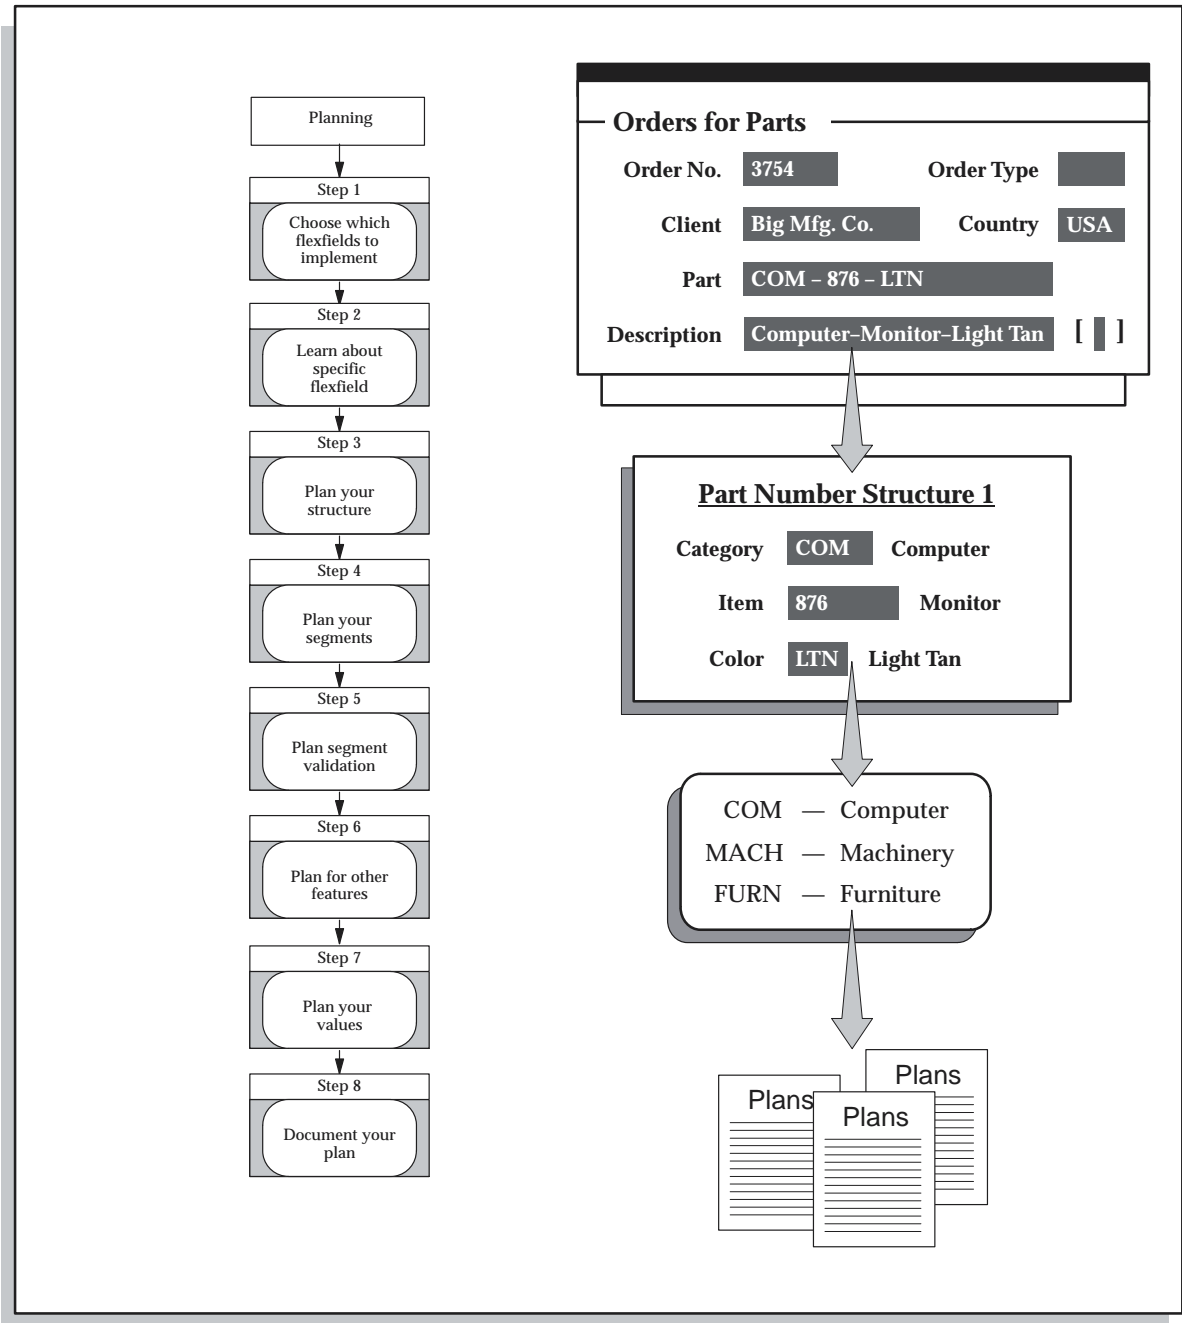 Planning
Step 1
Choose which
flexfields to
implement
Step 2
Learn about
specific
flexfield
Step 3
Plan your
structure
Step 4
Plan your
segments
Step 5
Plan segment
validation
Step 6
Plan for other
features
Step 7
Plan your
values
Step 8
Document your
plan
Orders for Parts
Order No. 3754 Order Type
Client Big Mfg. Co. Country USA
Part COM – 876 – LTN
Description Computer–Monitor–Light Tan [ ]
Part Number Structure 1
Category COM Computer
Item 876 Monitor
Color LTN Light Tan
COM — Computer
MACH — Machinery
FURN — Furniture
Plans
Plans
Plans